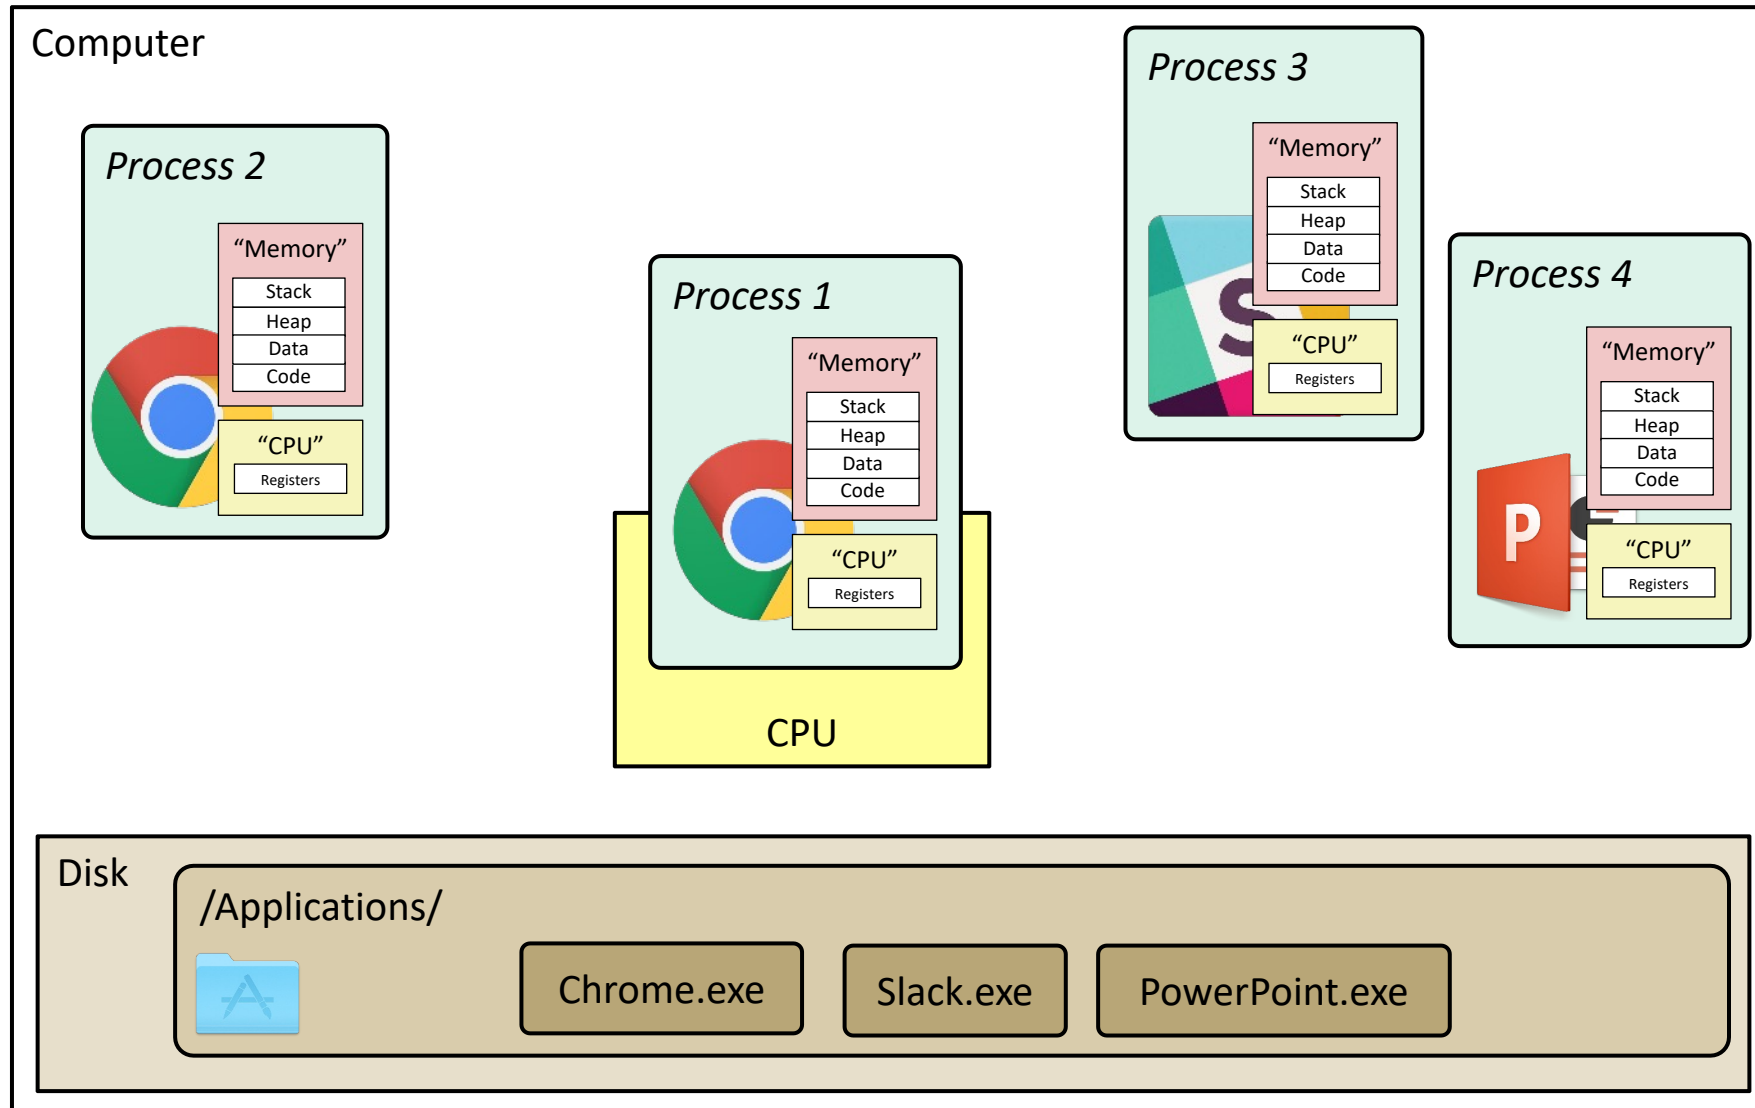 Computer
Process 2
“Memory”
Stack
Heap
Data
Code
“CPU”
Registers
Process 1
“Memory”
Stack
Heap
Data
Code
“CPU”
Registers
CPU
Process 3
“Memory”
Stack
Heap
Data
Code
S
“CPU”
Registers
Process 4
“Memory”
Stack
Heap
Data
Code
P
“CPU”
Registers
Disk
/Applications/
Chrome.exe
Slack.exe
PowerPoint.exe